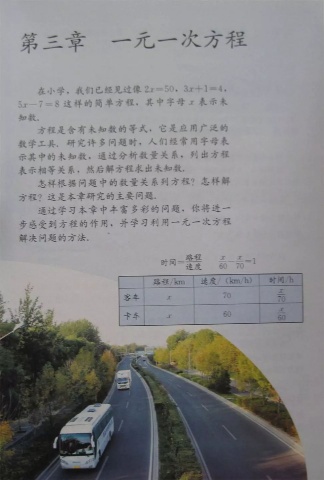 第三章　一元一次方程
在小学，我们已经见过像 2x=50，3x+1=4，
5x－7=8 这样的简单方程，其中字母 x 表示未
知数．
方程是含有未知数的等式，它是应用广泛的
数学工具．研究许多问题时，人们经常用字母表
示其中的未知数，通过分析数量关系，列出方程
表示相等关系，然后解方程求出未知数．
怎样根据问题中的数量关系列出方程？怎样解
方程？这是本章研究的主要问题．
通过学习本章中丰富多彩的问题，你将进一
步感受到方程的作用，并学习利用一元一次方程
解决问题的方法．
时间=路程/速度　x/60－x/70=1
路程/km　速度/（km/h）　时间/h
客车　x　70　x/70
卡车　x　60　x/60